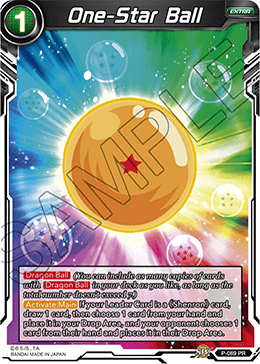 1
One-Star Ball
EXTRA
SAMPLE
Dragon Ball (You can include as many copies of cards
with Dragon Ball in your deck as you like, as long as the
total number doesn't exceed 7.)
Activate:Main If your Leader Card is a {Shenron} card,
draw 1 card, then choose 1 card from your hand and
place it in your Drop Area, and your opponent chooses 1
card from their hand and places it in their Drop Area.
BANDAI MADE IN JAPAN
P-069 PR